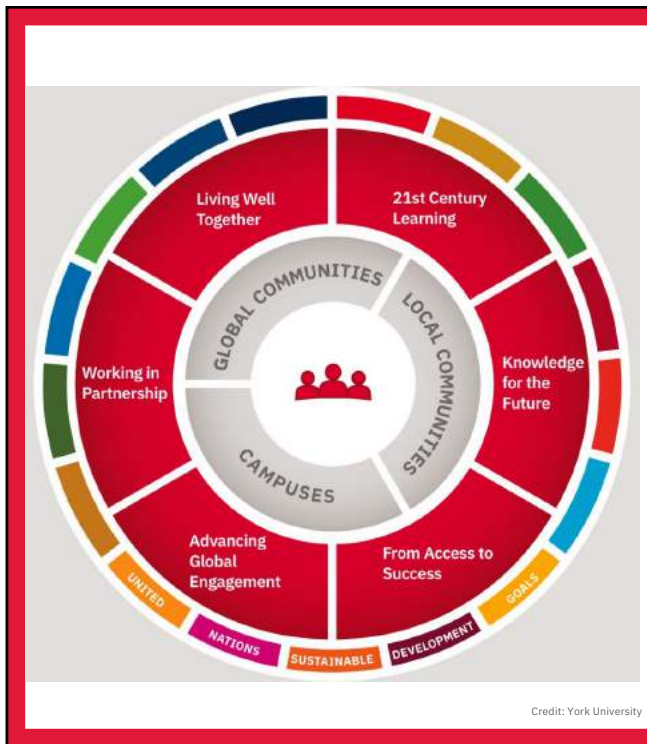 Living Well
Together
21st Century
Learning
GLOBAL COMMUNITIES
LOCAL COMMUNITIES
Working in
Partnership
Knowledge
for the
Future
CAMPUSES
Advancing
Global
Engagement
From Access to
Success
UNITED
NATIONS
SUSTAINABLE
DEVELOPMENT
GOALS
Credit: York University